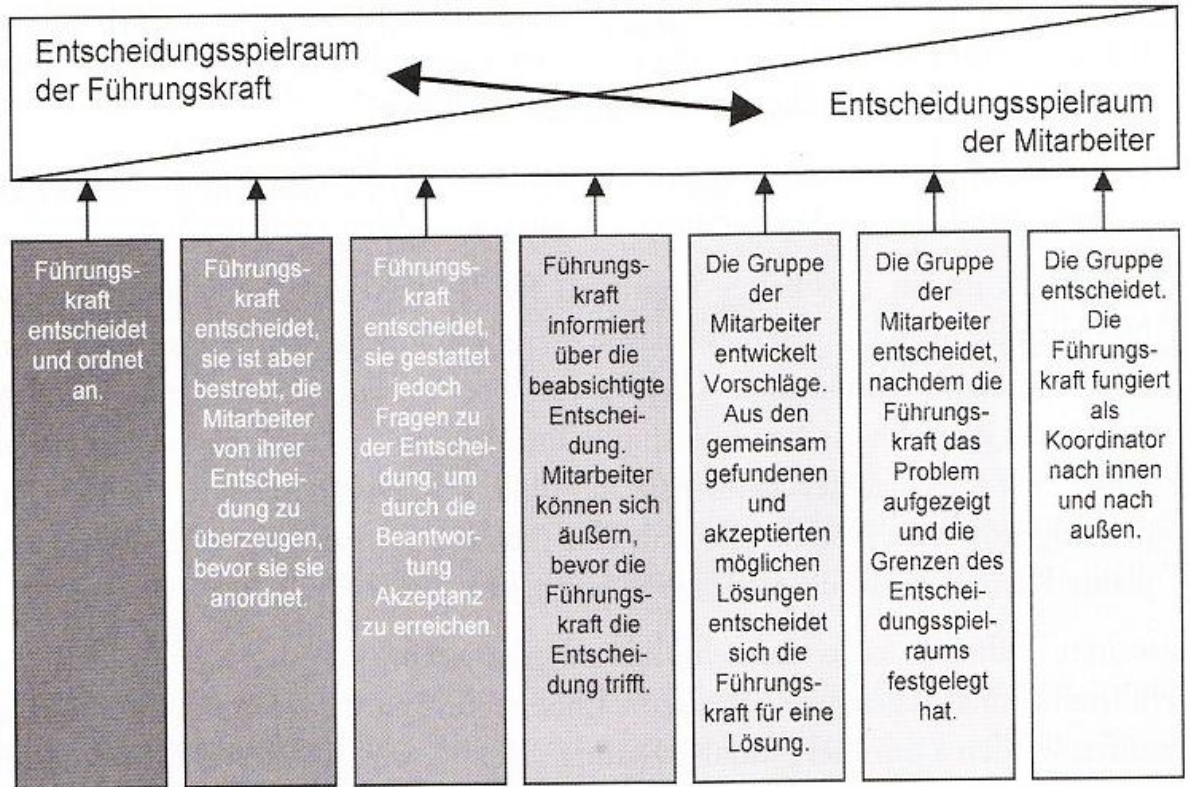 Entscheidungsspielraum
der Führungskraft
Entscheidungsspielraum
der Mitarbeiter
Führungs-
kraft
entscheidet
und ordnet
an.
Führungs-
kraft
entscheidet,
sie ist aber
bestrebt, die
Mitarbeiter
von ihrer
Entschei-
dung zu
überzeugen,
bevor sie sie
anordnet.
Führungs-
kraft
entscheidet,
sie gestattet
jedoch
Fragen zu
der Entschei-
dung, um
durch die
Beantwor-
tung
Akzeptanz
zu erreichen
Führungs-
kraft
informiert
über die
beabsichtigte
Entschei-
dung.
Mitarbeiter
können sich
äußern,
bevor die
Führungs-
kraft die
Entschei-
dung trifft.
Die Gruppe
der
Mitarbeiter
entwickelt
Vorschläge.
Aus den
gemeinsam
gefundenen
und
akzeptierten
möglichen
Lösungen
entscheidet
sich die
Führungs-
kraft für eine
Lösung.
Die Gruppe
der
Mitarbeiter
entscheidet,
nachdem die
Führungs-
kraft das
Problem
aufgezeigt
und die
Grenzen des
Entschei-
dungsspiel-
raums
festgelegt
hat.
Die Gruppe
entscheidet.
Die
Führungs-
kraft fungiert
als
Koordinator
nach innen
und nach
außen.